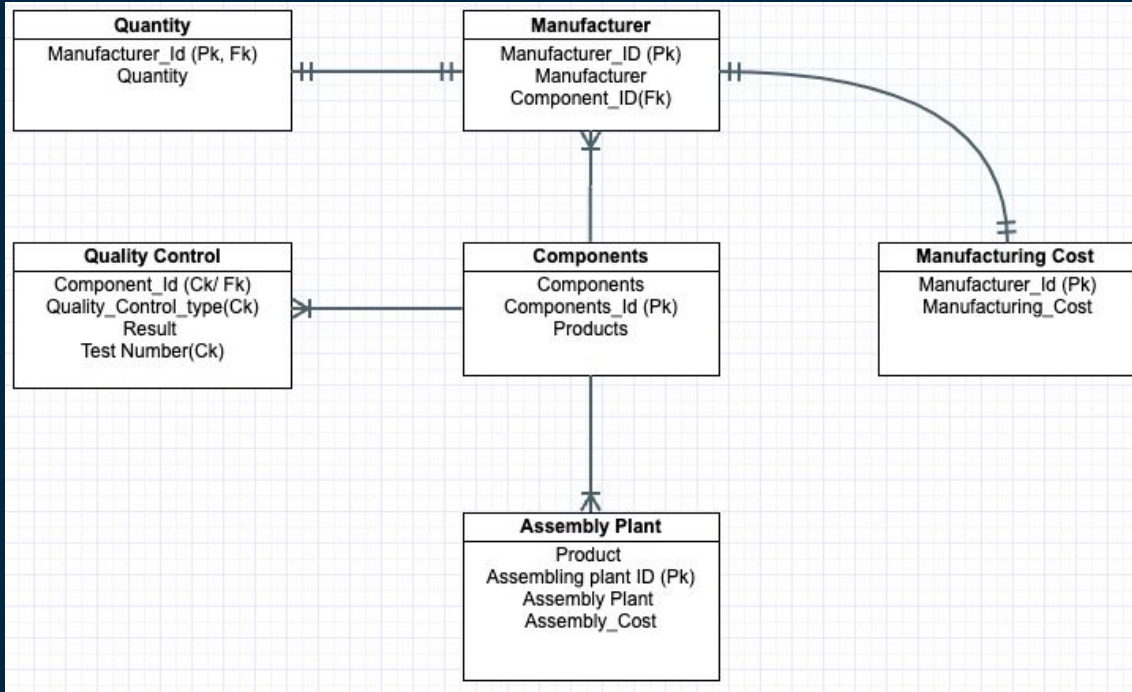 Quantity
Manufacturer_Id (Pk, Fk)
Quantity
Manufacturer
Manufacturer_ID (Pk)
Manufacturer
Component_ID(Fk)
Quality Control
Component_Id (Ck/ Fk)
Quality_Control_type(Ck)
Result
Test Number(Ck)
Components
Components
Components_Id (Pk)
Products
Manufacturing Cost
Manufacturer_Id (Pk)
Manufacturing_Cost
Assembly Plant
Product
Assembling plant ID (Pk)
Assembly Plant
Assembly_Cost